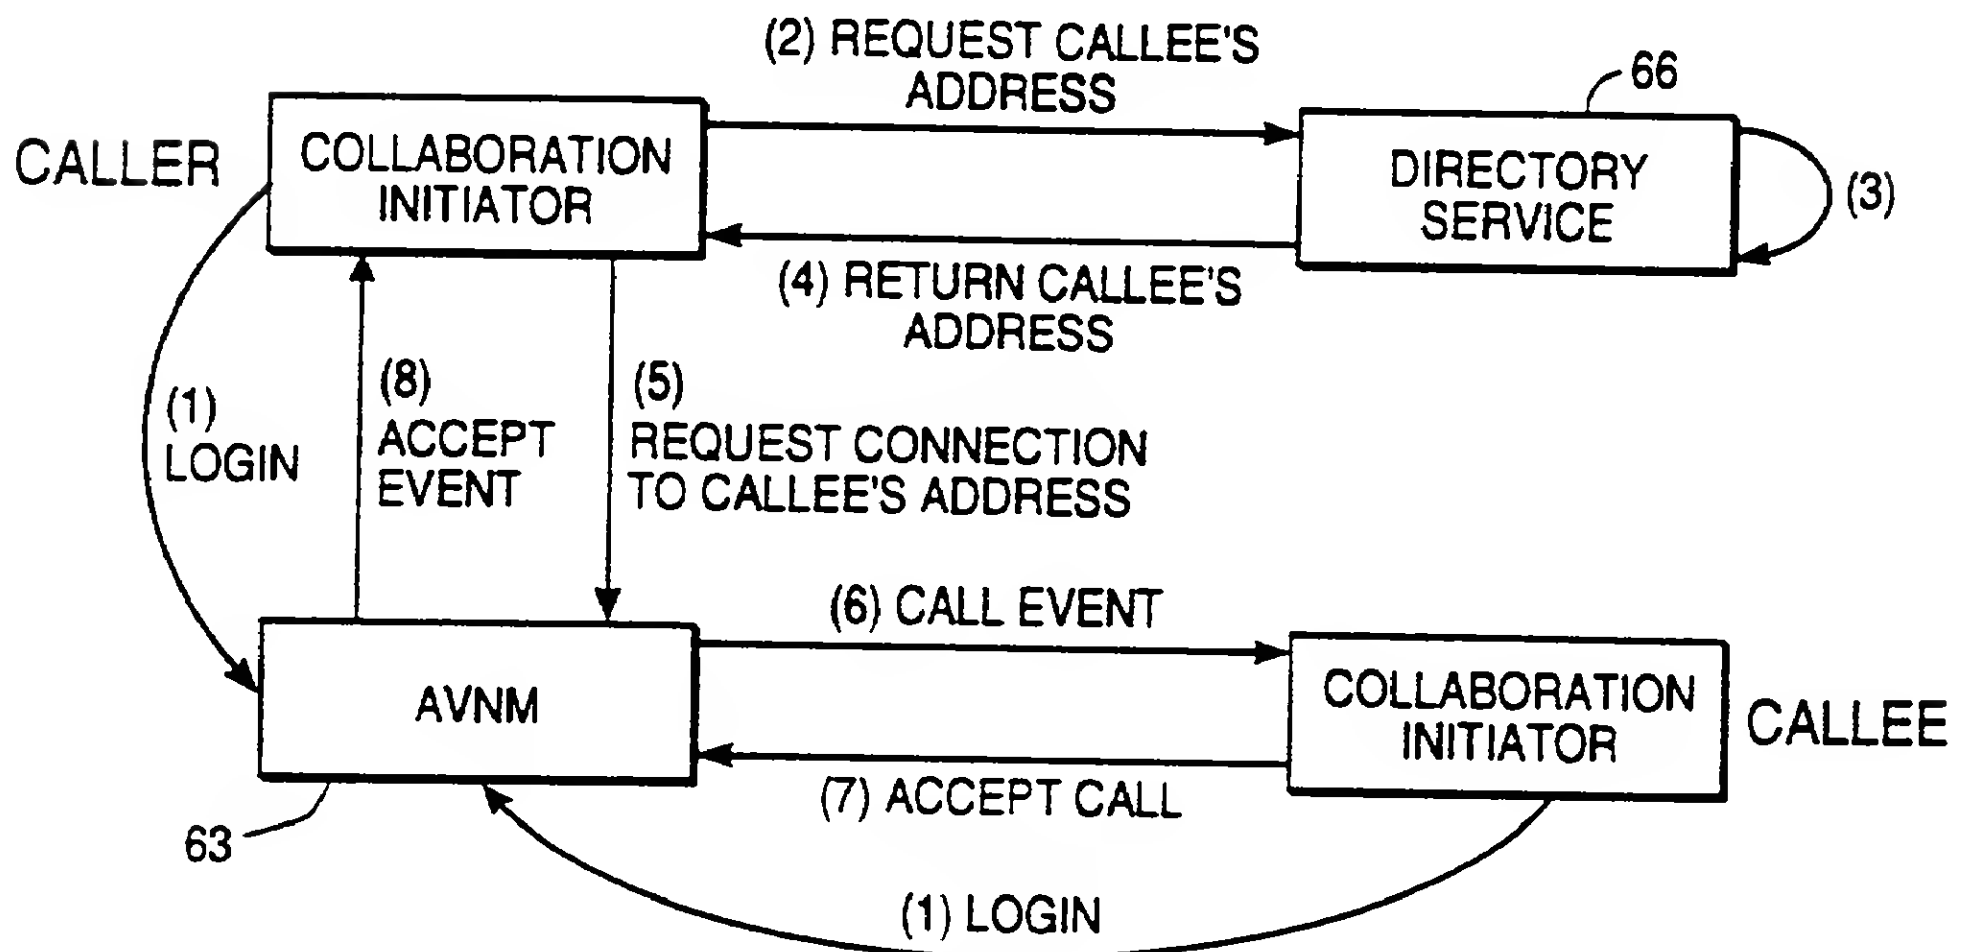 (2) REQUEST CALLEE'S
ADDRESS
66
CALLER
COLLABORATION
INITIATOR
DIRECTORY
SERVICE
(3)
(4) RETURN CALLEE'S
ADDRESS
(1)
LOGIN
(8)
ACCEPT
EVENT
(5)
REQUEST CONNECTION
TO CALLEE'S ADDRESS
(6) CALL EVENT
AVNM
COLLABORATION
INITIATOR
CALLEE
(7) ACCEPT CALL
63
(1) LOGIN